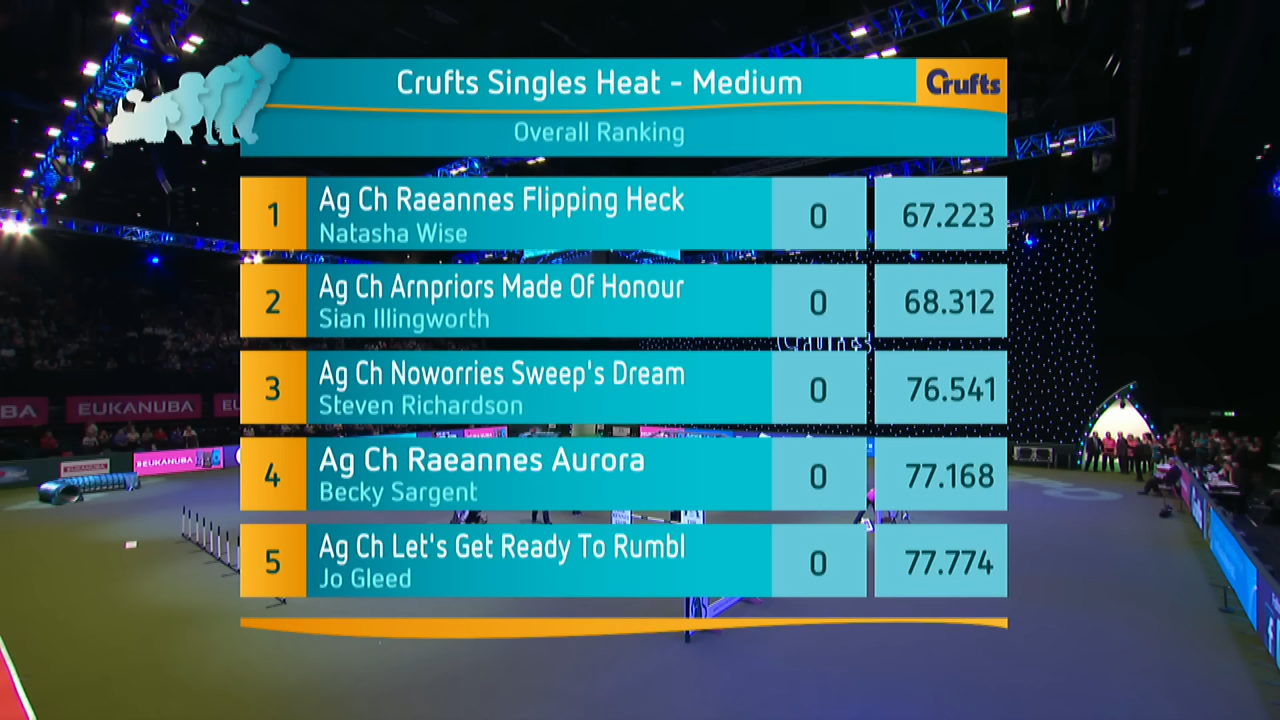 Crufts Singles Heat - Medium
Crufts
Overall Ranking
1
Ag Ch Raeannes Flipping Heck
Natasha Wise
0
67.223
2
Ag Ch Arnpriors Made Of Honour
Sian Illingworth
0
68.312
3
Ag Ch Noworries Sweep's Dream
Steven Richardson
0
76.541
4
Ag Ch Raeannes Aurora
Becky Sargent
0
77.168
5
Ag Ch Let's Get Ready To Rumbl
Jo Gleed
0
77.774
BA
EUKANUBA
EU
EUKANUBA
EUKANUBA